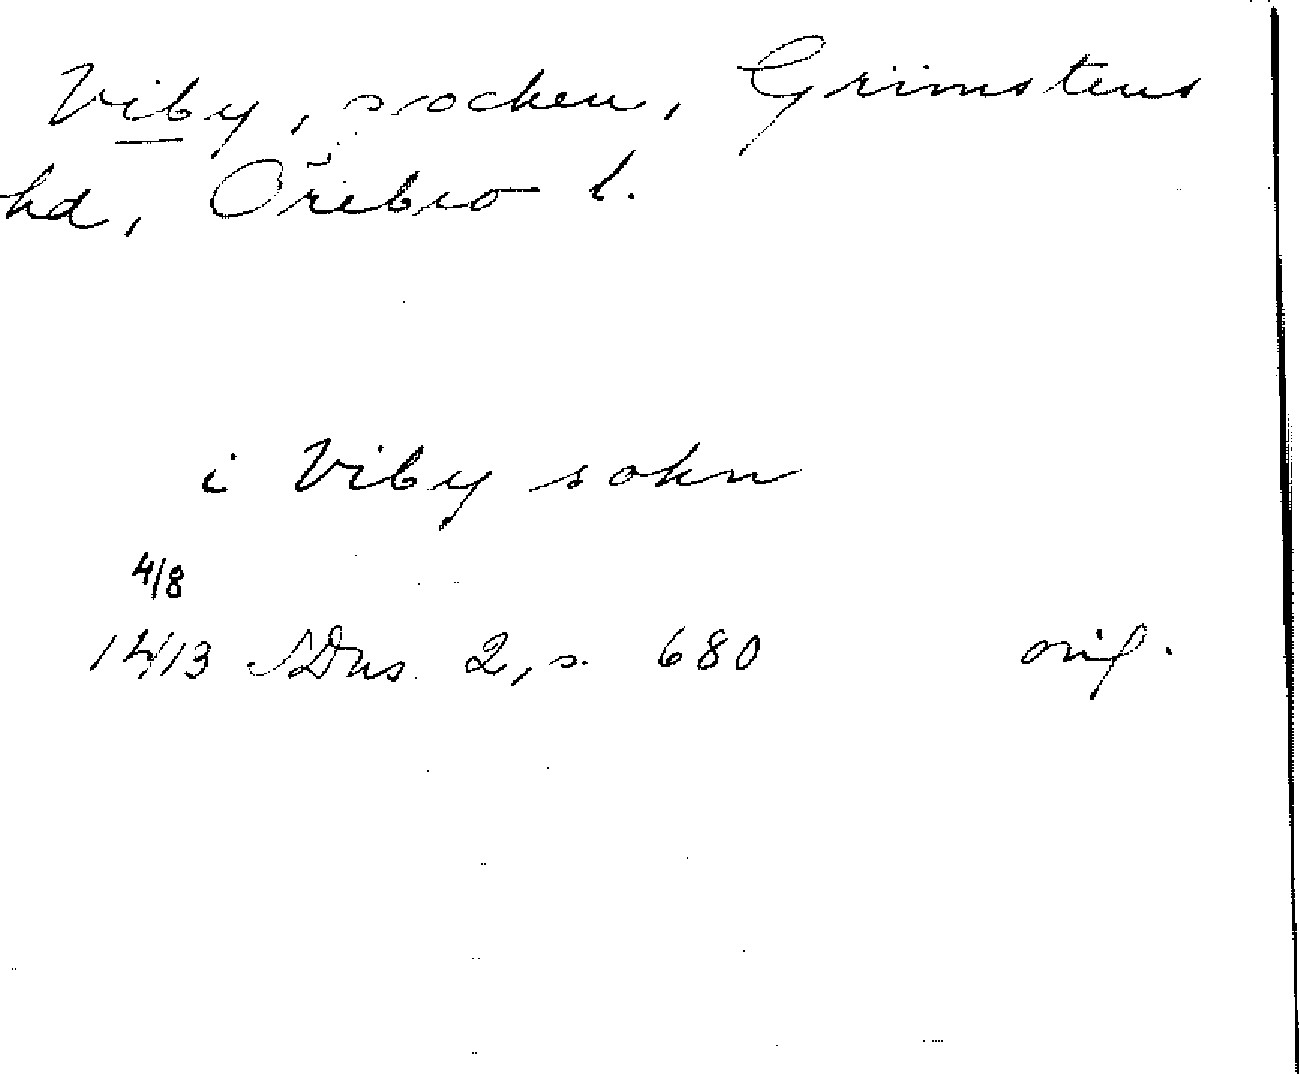 Viby, socken, Grimstens
hd, Örebro l.
i Viby sokn
4/8
1413 SDns 2, s. 680 orig.